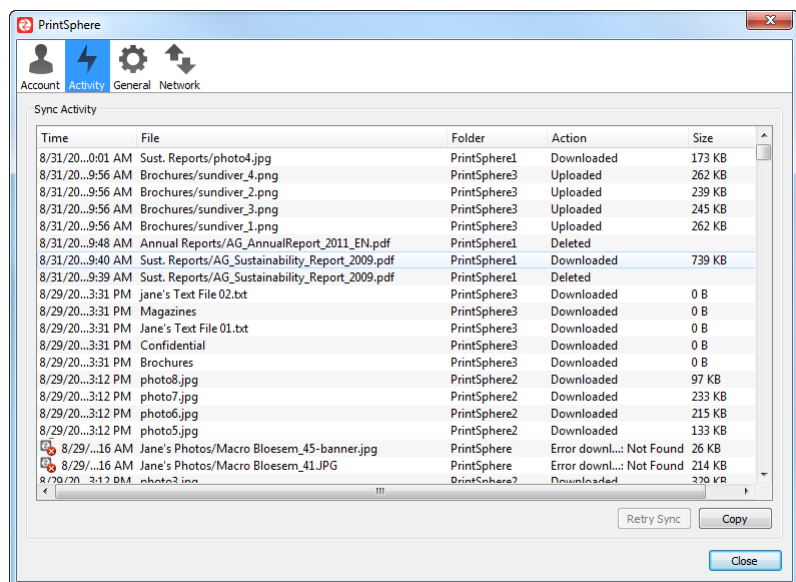 PrintSphere
Account Activity General Network
Sync Activity
Time File Folder Action Size
8/31/20...0:01 AM Sust. Reports/photo4.jpg PrintSphere1 Downloaded 173 KB
8/31/20...9:56 AM Brochures/sundiver_4.png PrintSphere3 Uploaded 262 KB
8/31/20...9:56 AM Brochures/sundiver_2.png PrintSphere3 Uploaded 239 KB
8/31/20...9:56 AM Brochures/sundiver_3.png PrintSphere3 Uploaded 245 KB
8/31/20...9:56 AM Brochures/sundiver_1.png PrintSphere3 Uploaded 262 KB
8/31/20...9:48 AM Annual Reports/AG_AnnualReport_2011_EN.pdf PrintSphere1 Deleted
8/31/20...9:40 AM Sust. Reports/AG_Sustainability_Report_2009.pdf PrintSphere1 Downloaded 739 KB
8/31/20...9:39 AM Sust. Reports/AG_Sustainability_Report_2009.pdf PrintSphere1 Deleted
8/29/20...3:31 PM jane's Text File 02.txt PrintSphere3 Downloaded 0 B
8/29/20...3:31 PM Magazines PrintSphere3 Downloaded 0 B
8/29/20...3:31 PM Jane's Text File 01.txt PrintSphere3 Downloaded 0 B
8/29/20...3:31 PM Confidential PrintSphere3 Downloaded 0 B
8/29/20...3:31 PM Brochures PrintSphere3 Downloaded 0 B
8/29/20...3:12 PM photo8.jpg PrintSphere2 Downloaded 97 KB
8/29/20...3:12 PM photo7.jpg PrintSphere2 Downloaded 233 KB
8/29/20...3:12 PM photo6.jpg PrintSphere2 Downloaded 215 KB
8/29/20...3:12 PM photo5.jpg PrintSphere2 Downloaded 133 KB
8/29/...16 AM Jane's Photos/Macro Bloesem_45-banner.jpg PrintSphere Error downl...: Not Found 26 KB
8/29/...16 AM Jane's Photos/Macro Bloesem_41.JPG PrintSphere Error downl...: Not Found 214 KB
8/29/20...3:12 PM photo3.jpg PrintSphere2 Downloaded 329 KB
Retry Sync Copy
Close